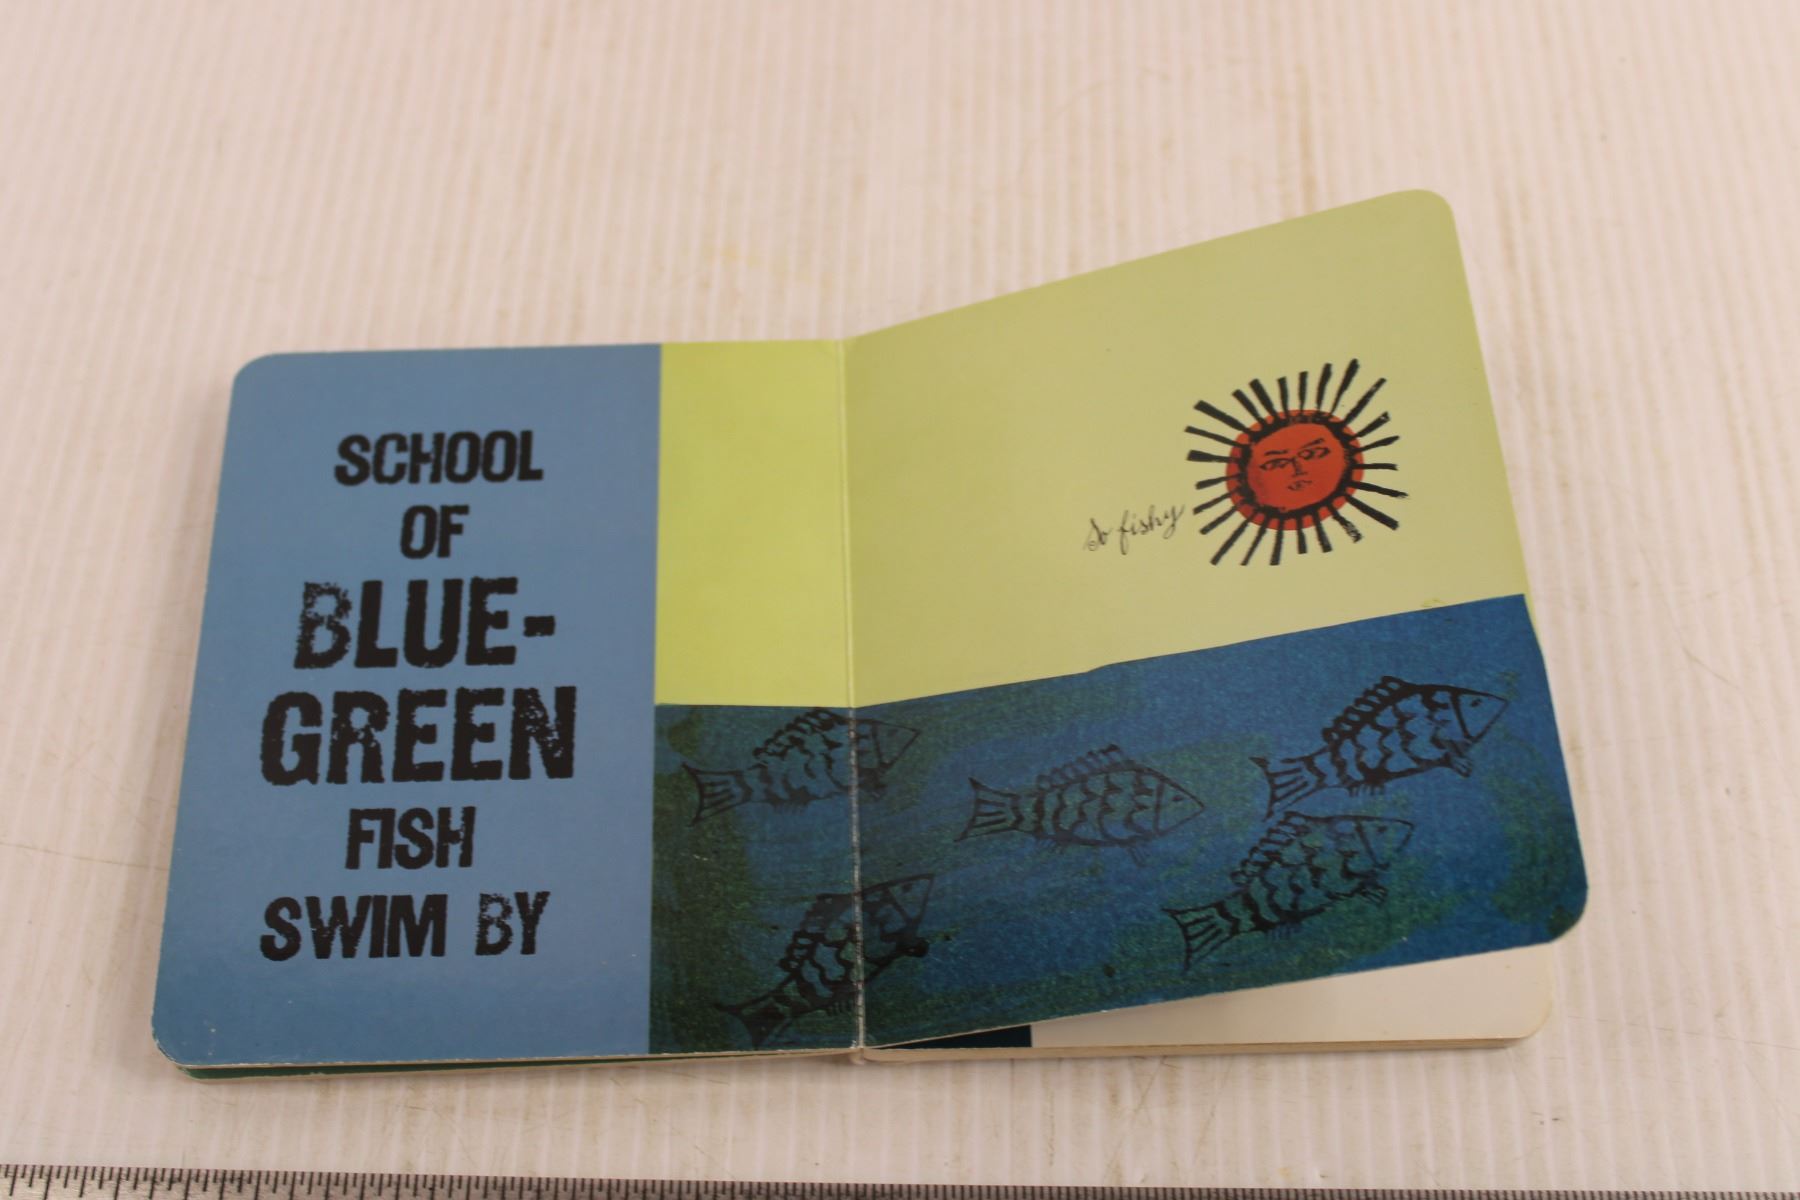 SCHOOL
OF
BLUE-
GREEN
FISH
SWIM BY
So fishy